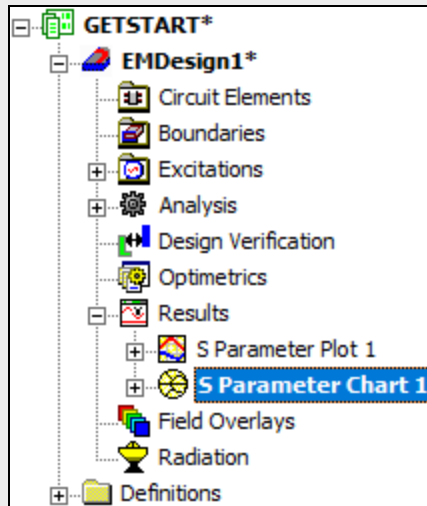 GETSTART*
EMDesign1*
Circuit Elements
Boundaries
Excitations
Analysis
Design Verification
Optimetrics
Results
S Parameter Plot 1
S Parameter Chart 1
Field Overlays
Radiation
Definitions